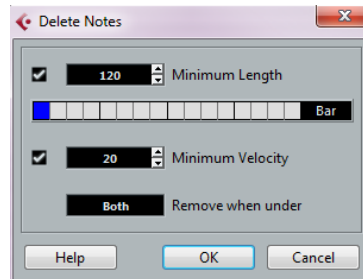 Delete Notes
120 Minimum Length
Bar
20 Minimum Velocity
Both Remove when under
Help OK Cancel